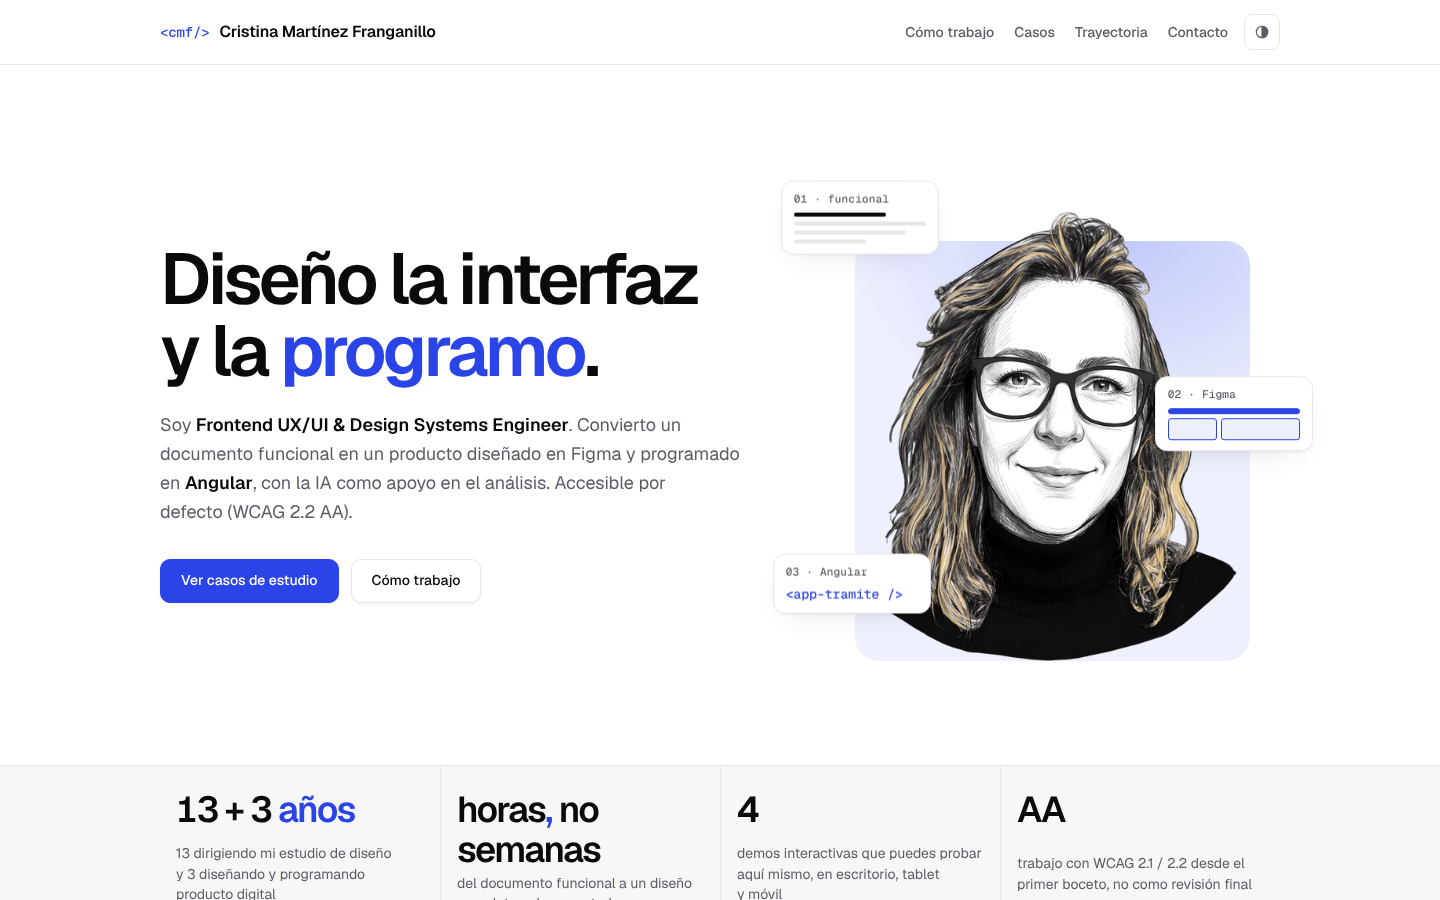 <cmf/> Cristina Martínez Franganillo
Cómo trabajo
Casos
Trayectoria
Contacto
Diseño la interfaz
y la programo.
Soy Frontend UX/UI & Design Systems Engineer. Convierto un
documento funcional en un producto diseñado en Figma y programado
en Angular, con la IA como apoyo en el análisis. Accesible por
defecto (WCAG 2.2 AA).
Ver casos de estudio
Cómo trabajo
01 · funcional
02 · Figma
03 · Angular
<app-tramite />
13 + 3 años
13 dirigiendo mi estudio de diseño
y 3 diseñando y programando
producto digital
horas, no
semanas
del documento funcional a un diseño
4
demos interactivas que puedes probar
aquí mismo, en escritorio, tablet
y móvil
AA
trabajo con WCAG 2.1 / 2.2 desde el
primer boceto, no como revisión final